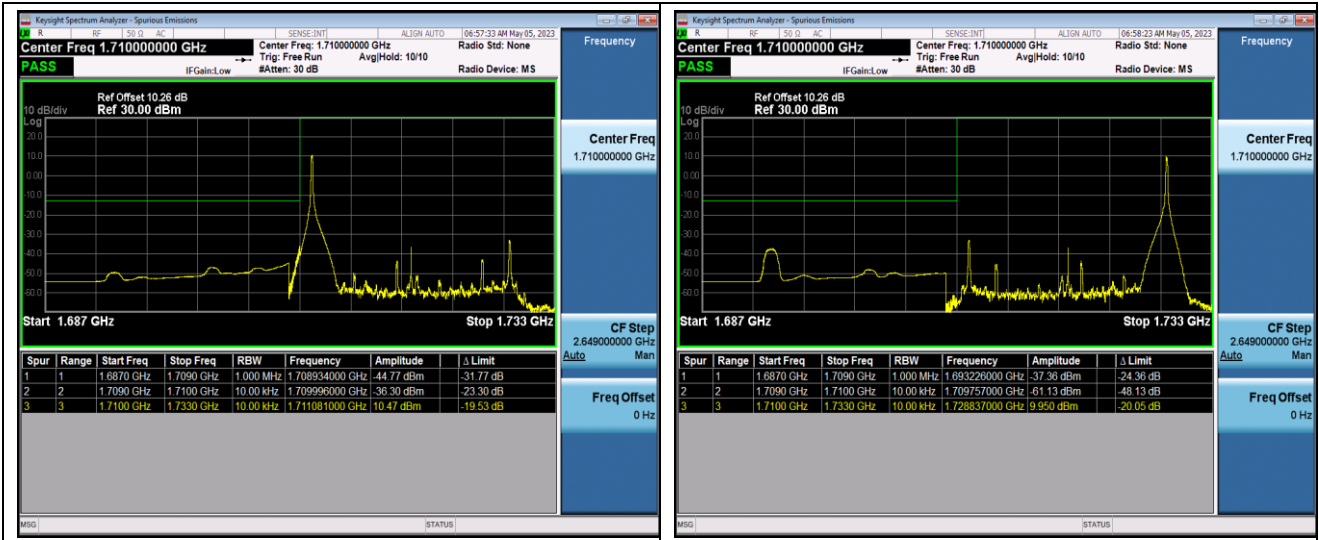 Keysight Spectrum Analyzer - Spurious Emissions
R RF 50 Ω AC SENSE:INT ALIGN AUTO 06:57:33 AM May 05, 2023
Center Freq 1.710000000 GHz
Center Freq: 1.710000000 GHz Radio Std: None
Trig: Free Run Avg|Hold: 10/10
PASS IFGain:Low #Atten: 30 dB Radio Device: MS
Frequency
Ref Offset 10.26 dB
10 dB/div Ref 30.00 dBm
Log
20.0
10.0
0.00
-10.0
-20.0
-30.0
-40.0
-50.0
-60.0
Start 1.687 GHz Stop 1.733 GHz
Center Freq
1.710000000 GHz
CF Step
2.649000000 GHz
Auto Man
Freq Offset
0 Hz
Spur Range Start Freq Stop Freq RBW Frequency Amplitude Δ Limit
1 1 1.6870 GHz 1.7090 GHz 1.000 MHz 1.708934000 GHz -44.77 dBm -31.77 dB
2 2 1.7090 GHz 1.7100 GHz 10.00 kHz 1.709996000 GHz -36.30 dBm -23.30 dB
3 3 1.7100 GHz 1.7330 GHz 10.00 kHz 1.711081000 GHz 10.47 dBm -19.53 dB
MSG STATUS
Keysight Spectrum Analyzer - Spurious Emissions
R RF 50 Ω AC SENSE:INT ALIGN AUTO 06:58:23 AM May 05, 2023
Center Freq 1.710000000 GHz
Center Freq: 1.710000000 GHz Radio Std: None
Trig: Free Run Avg|Hold: 10/10
PASS IFGain:Low #Atten: 30 dB Radio Device: MS
Frequency
Ref Offset 10.26 dB
10 dB/div Ref 30.00 dBm
Log
20.0
10.0
0.00
-10.0
-20.0
-30.0
-40.0
-50.0
-60.0
Start 1.687 GHz Stop 1.733 GHz
Center Freq
1.710000000 GHz
CF Step
2.649000000 GHz
Auto Man
Freq Offset
0 Hz
Spur Range Start Freq Stop Freq RBW Frequency Amplitude Δ Limit
1 1 1.6870 GHz 1.7090 GHz 1.000 MHz 1.693226000 GHz -37.36 dBm -24.36 dB
2 2 1.7090 GHz 1.7100 GHz 10.00 kHz 1.709757000 GHz -61.13 dBm -48.13 dB
3 3 1.7100 GHz 1.7330 GHz 10.00 kHz 1.728837000 GHz 9.950 dBm -20.05 dB
MSG STATUS